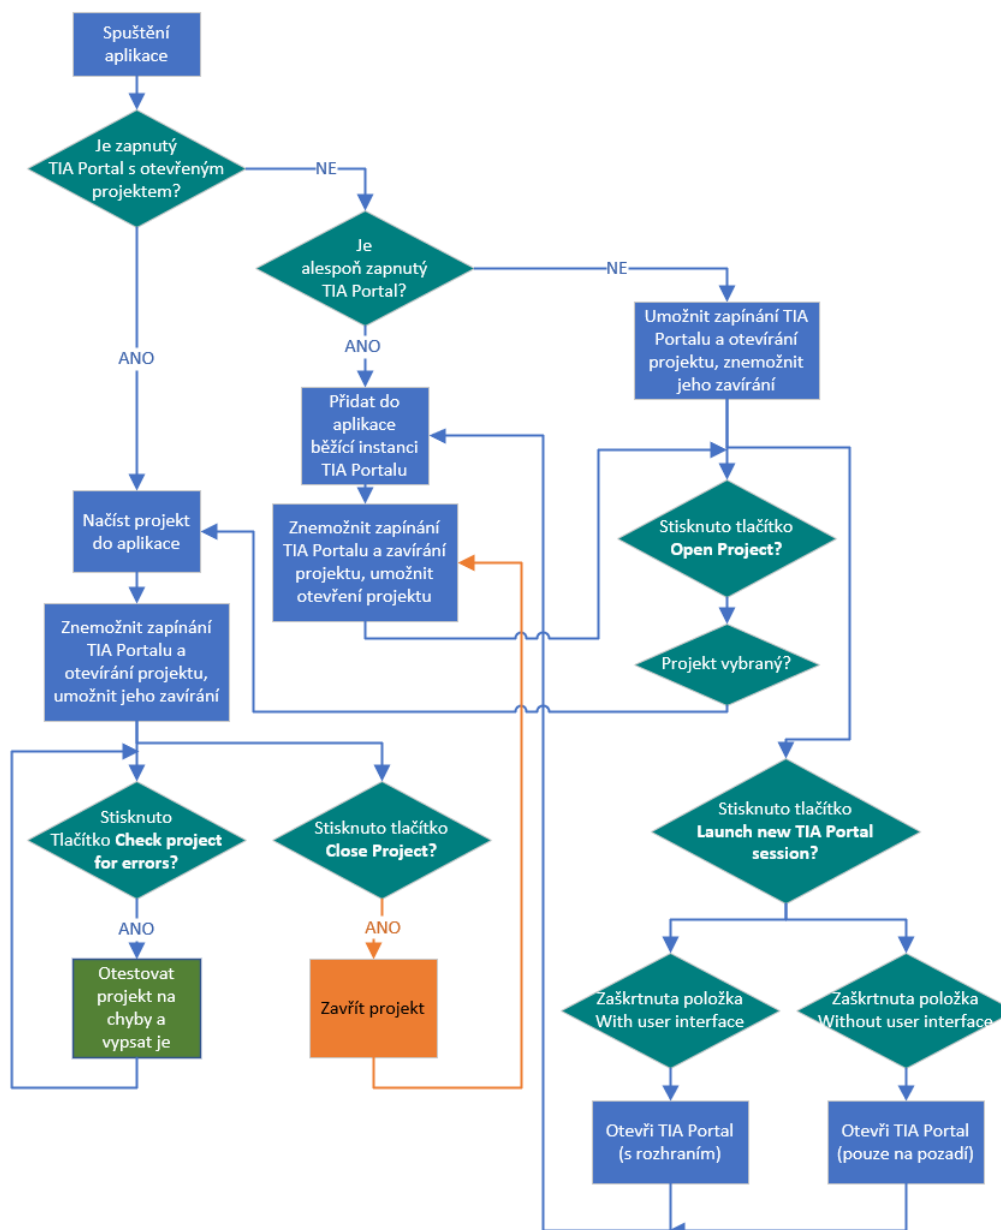 Spuštění
aplikace
Je zapnutý
TIA Portal s otevřeným
projektem?
NE
Je
alespoň zapnutý
TIA Portal?
NE
Umožnit zapínání TIA
Portalu a otevírání
projektu, znemožnit
jeho zavírání
ANO
ANO
Přidat do
aplikace
běžící instanci
TIA Portalu
Načíst projekt
do aplikace
Znemožnit zapínání
TIA Portalu a zavírání
projektu, umožnit
otevření projektu
Stisknuto tlačítko
Open Project?
Znemožnit zapínání
TIA Portalu a
otevírání projektu,
umožnit jeho zavírání
Projekt vybraný?
Stisknuto
Tlačítko Check project
for errors?
Stisknuto tlačítko
Close Project?
Stisknuto tlačítko
Launch new TIA Portal
session?
ANO
ANO
Otestovat
projekt na
chyby a
vypsat je
Zavřít projekt
Zaškrtnuta položka
With user interface
Zaškrtnuta položka
Without user interface
Otevři TIA Portal
(s rozhraním)
Otevři TIA Portal
(pouze na pozadí)